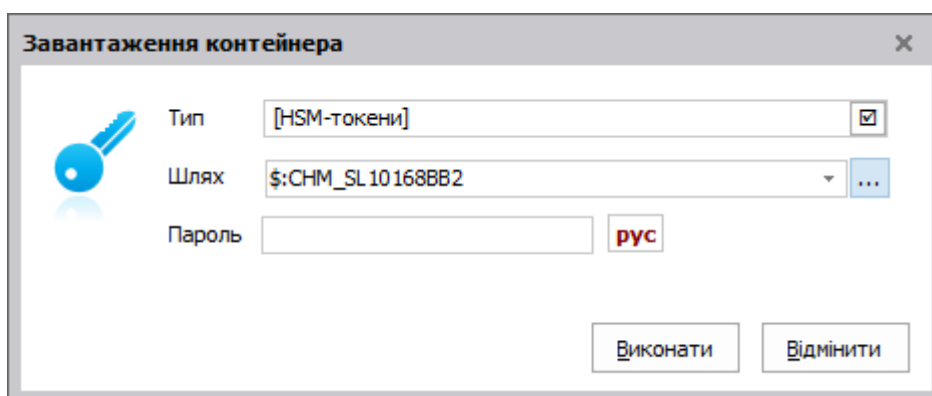 Завантаження контейнера
Тип [HSM-токени]
Шлях $:CHM_SL10168BB2 ...
Пароль рус
Виконати Відмінити